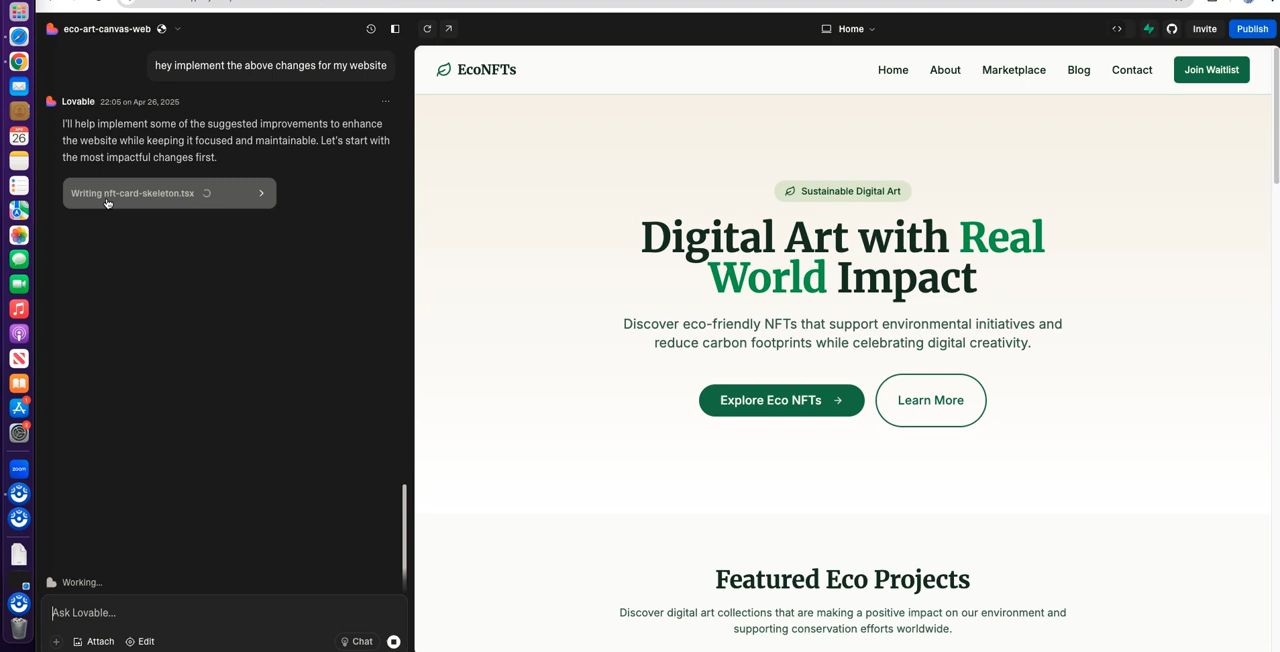 eco-art-canvas-web
Home
Invite
Publish
hey implement the above changes for my website
Lovable 22:05 on Apr 26, 2025
I'll help implement some of the suggested improvements to enhance
the website while keeping it focused and maintainable. Let's start with
the most impactful changes first.
Writing nft-card-skeleton.tsx
Working...
Ask Lovable...
Attach
Edit
Chat
EcoNFTs
Home
About
Marketplace
Blog
Contact
Join Waitlist
Sustainable Digital Art
Digital Art with Real
World Impact
Discover eco-friendly NFTs that support environmental initiatives and
reduce carbon footprints while celebrating digital creativity.
Explore Eco NFTs
Learn More
Featured Eco Projects
Discover digital art collections that are making a positive impact on our environment and
supporting conservation efforts worldwide.
26
zoom